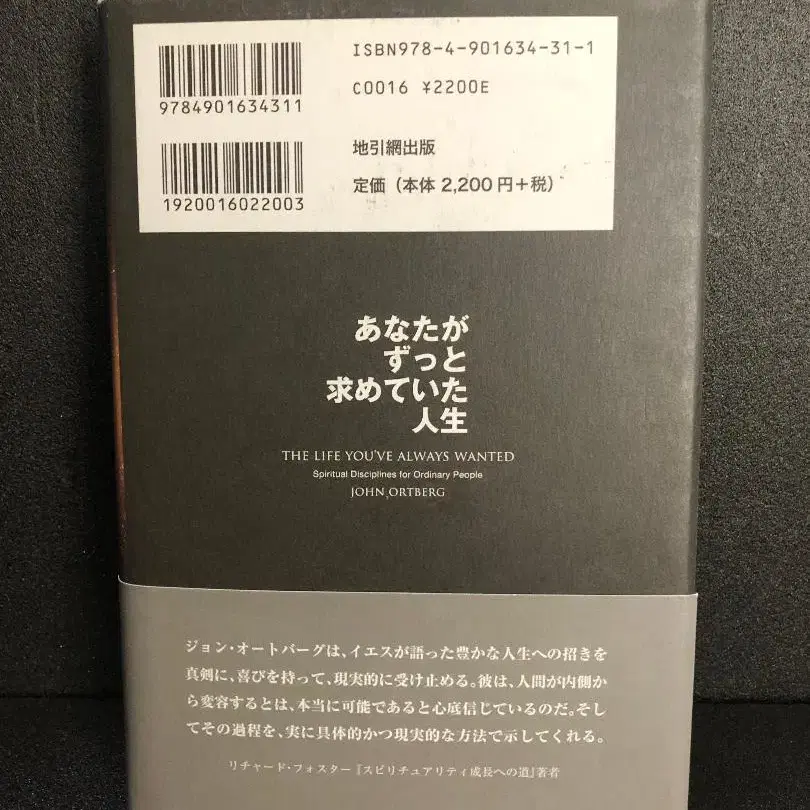 ISBN978-4-901634-31-1
9784901634311
C0016 ¥2200E
地引網出版
1920016022003
定価（本体 2,200 円＋税）
あなたが
ずっと
求めていた
人生
THE LIFE YOU'VE ALWAYS WANTED
Spiritual Disciplines for Ordinary People
JOHN ORTBERG
ジョン・オートバーグは、イエスが語った豊かな人生への招きを
真剣に、喜びを持って、現実的に受け止める。彼は、人間が内側か
ら変容するとは、本当に可能であると心底信じているのだ。そし
てその過程を、実に具体的かつ現実的な方法で示してくれる。
リチャード・フォスター『スピリチュアリティ成長への道』著者